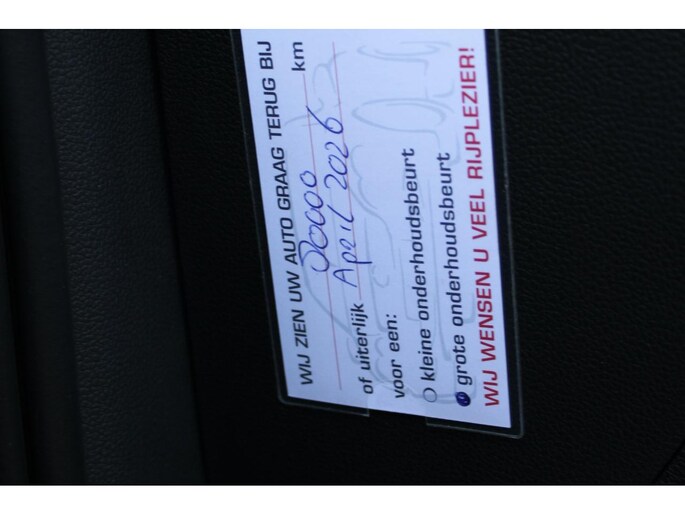 WIJ ZIEN UW AUTO GRAAG TERUG BIJ
km
of uiterlijk April 2026
voor een:
kleine onderhoudsbeurt
grote onderhoudsbeurt
WIJ WENSEN U VEEL RIJPLEZIER!